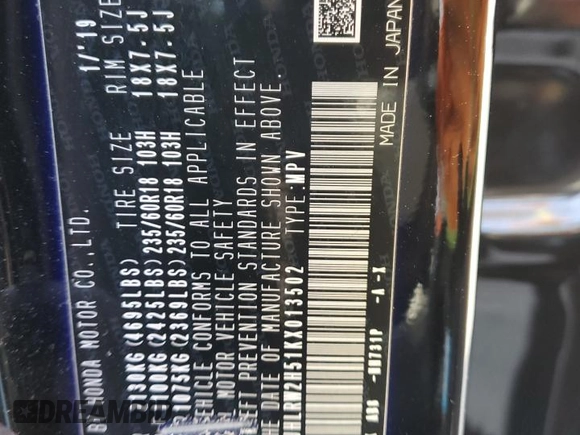 BY HONDA MOTOR CO.,LTD. 1/'19
TIRE SIZE RIM SIZE
2130KG(4695LBS)
1100KG(2425LBS) 235/60R18 103H 18X7.5J
1075KG(2369LBS) 235/60R18 103H 18X7.5J
VEHICLE CONFORMS TO ALL APPLICABLE
MOTOR VEHICLE SAFETY
THEFT PREVENTION STANDARDS IN EFFECT
THE DATE OF MANUFACTURE SHOWN ABOVE.
TYPE:MPV
-A -X
MADE IN JAPAN
HONDA
DREAMBID